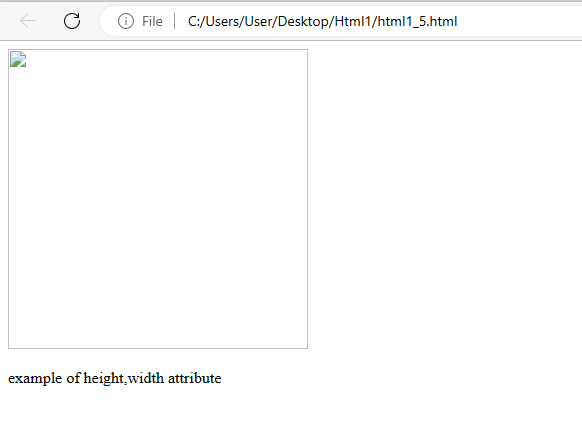 File C:/Users/User/Desktop/Html1/html1_5.html
example of height,width attribute